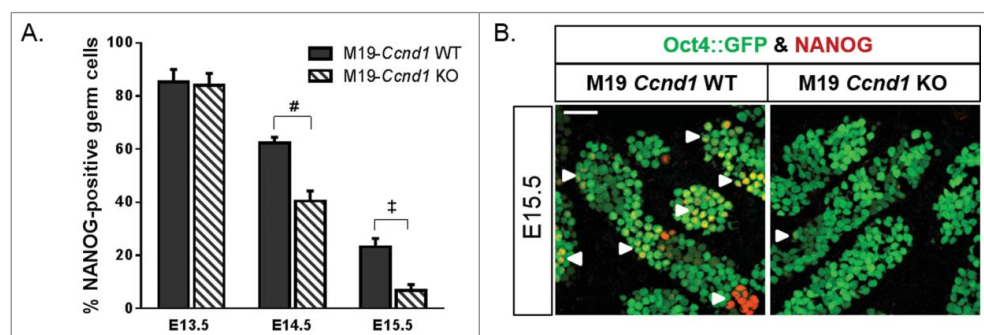 A.
% NANOG-positive germ cells
100
80
60
40
20
0
M19-Ccnd1 WT
M19-Ccnd1 KO
#
‡
E13.5
E14.5
E15.5
B.
Oct4::GFP & NANOG
M19 Ccnd1 WT
M19 Ccnd1 KO
E15.5